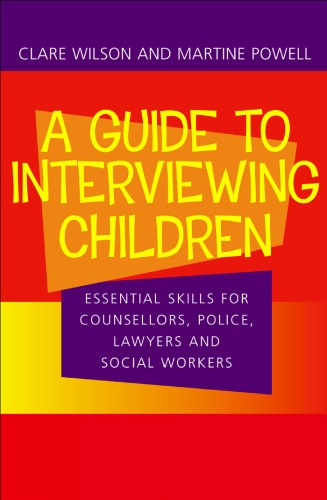 CLARE WILSON AND MARTINE POWELL
A GUIDE TO
INTERVIEWING
CHILDREN
ESSENTIAL SKILLS FOR
COUNSELLORS, POLICE,
LAWYERS AND
SOCIAL WORKERS